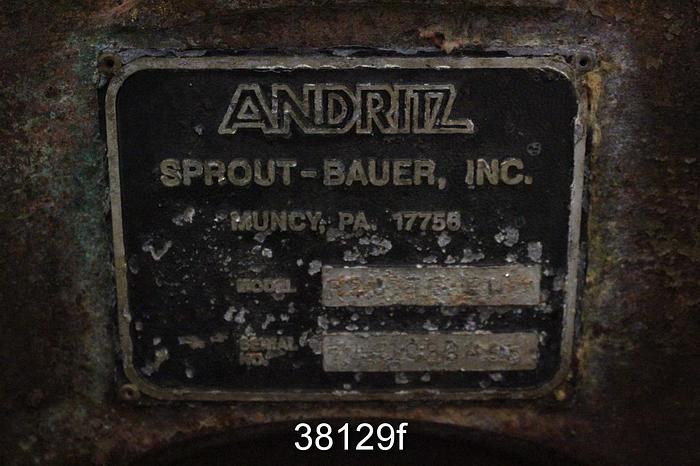 ANDRITZ
SPROUT-BAUER, INC.
MUNCY, PA. 17756
MODEL
SERIAL
NO.
38129f